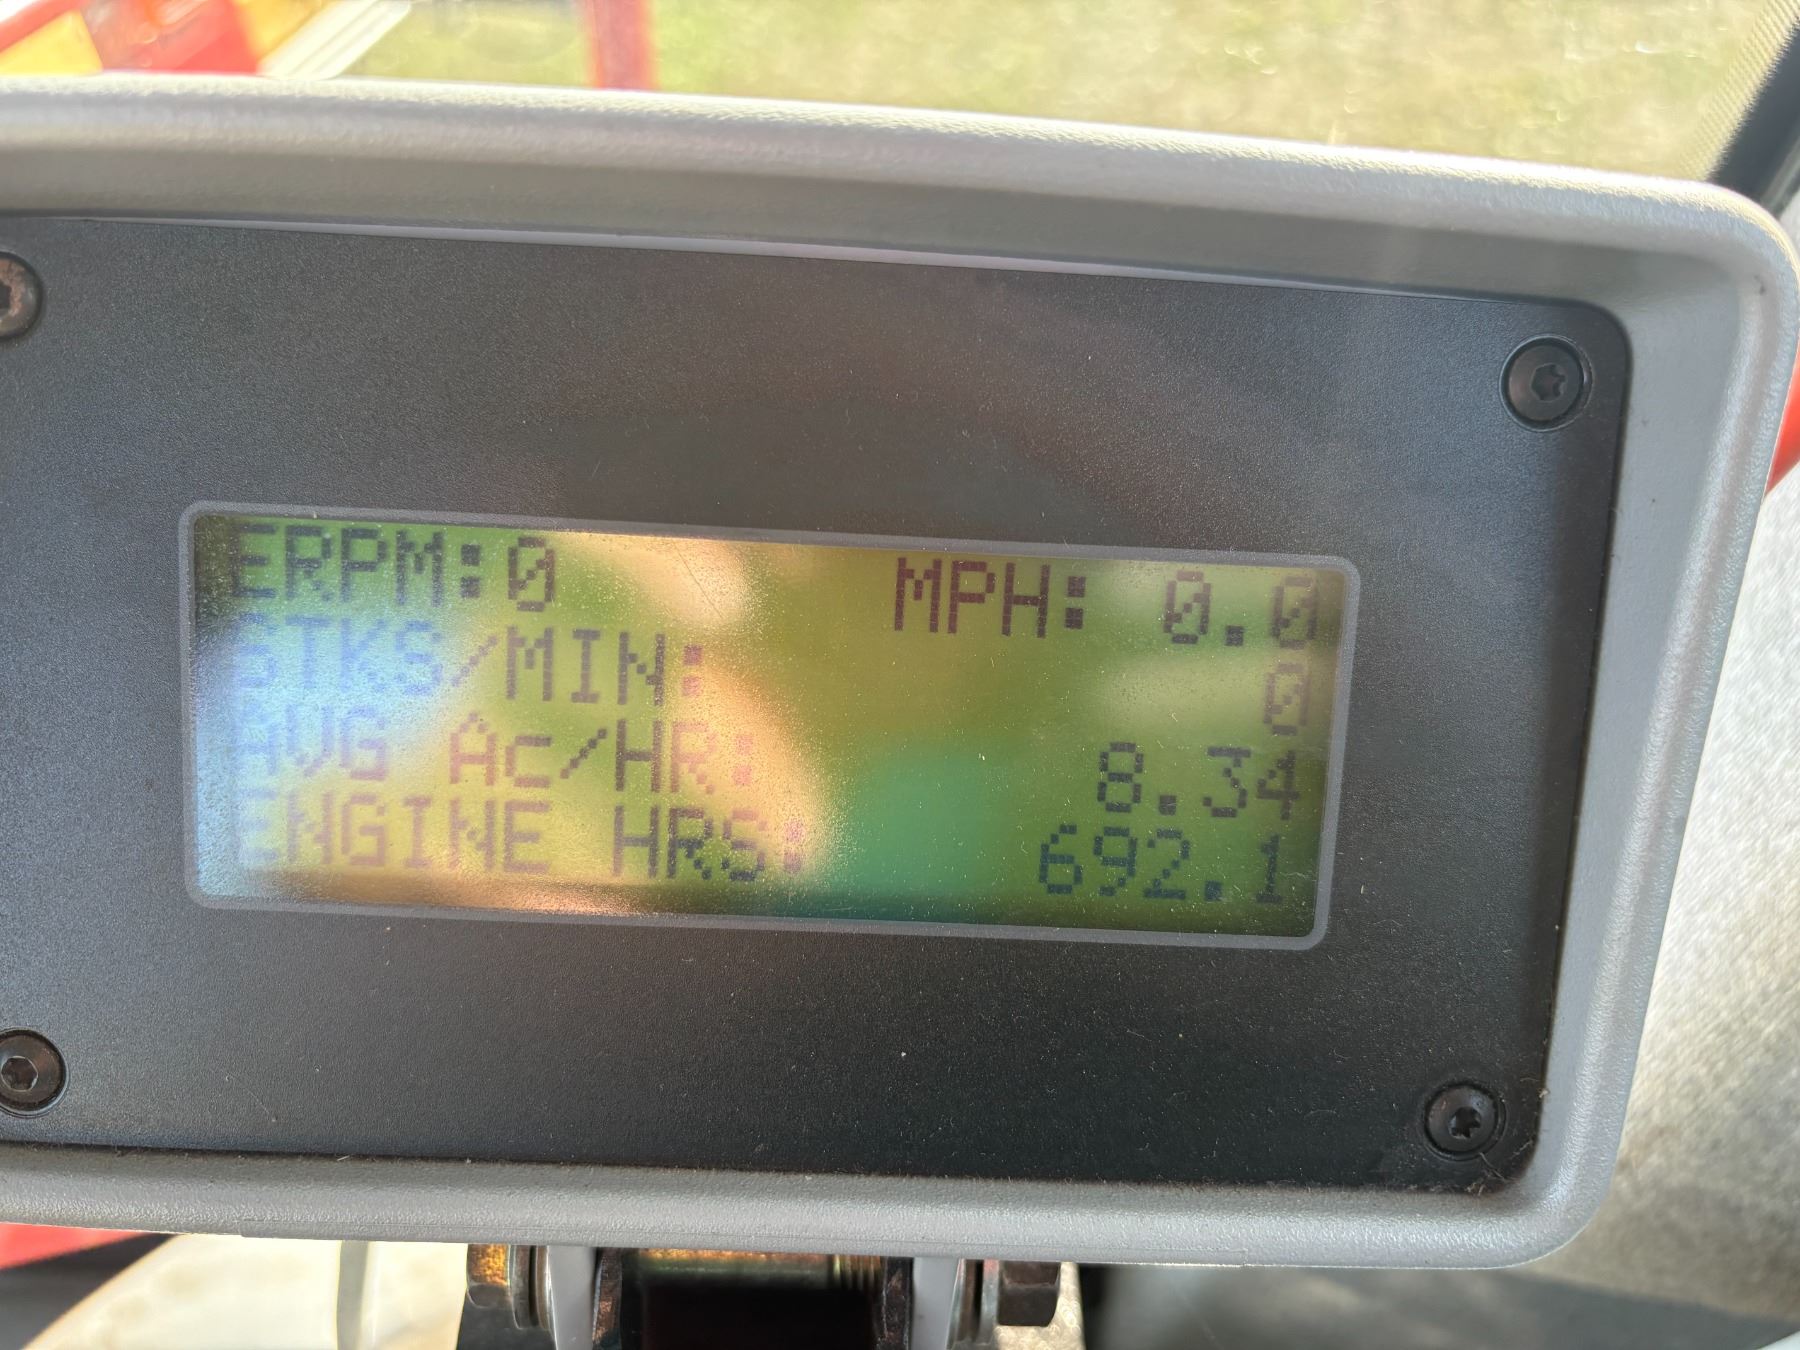 ERPM:0 MPH: 0.0
STKS/MIN: 0
AVG Ac/HR: 8.34
ENGINE HRS: 692.1